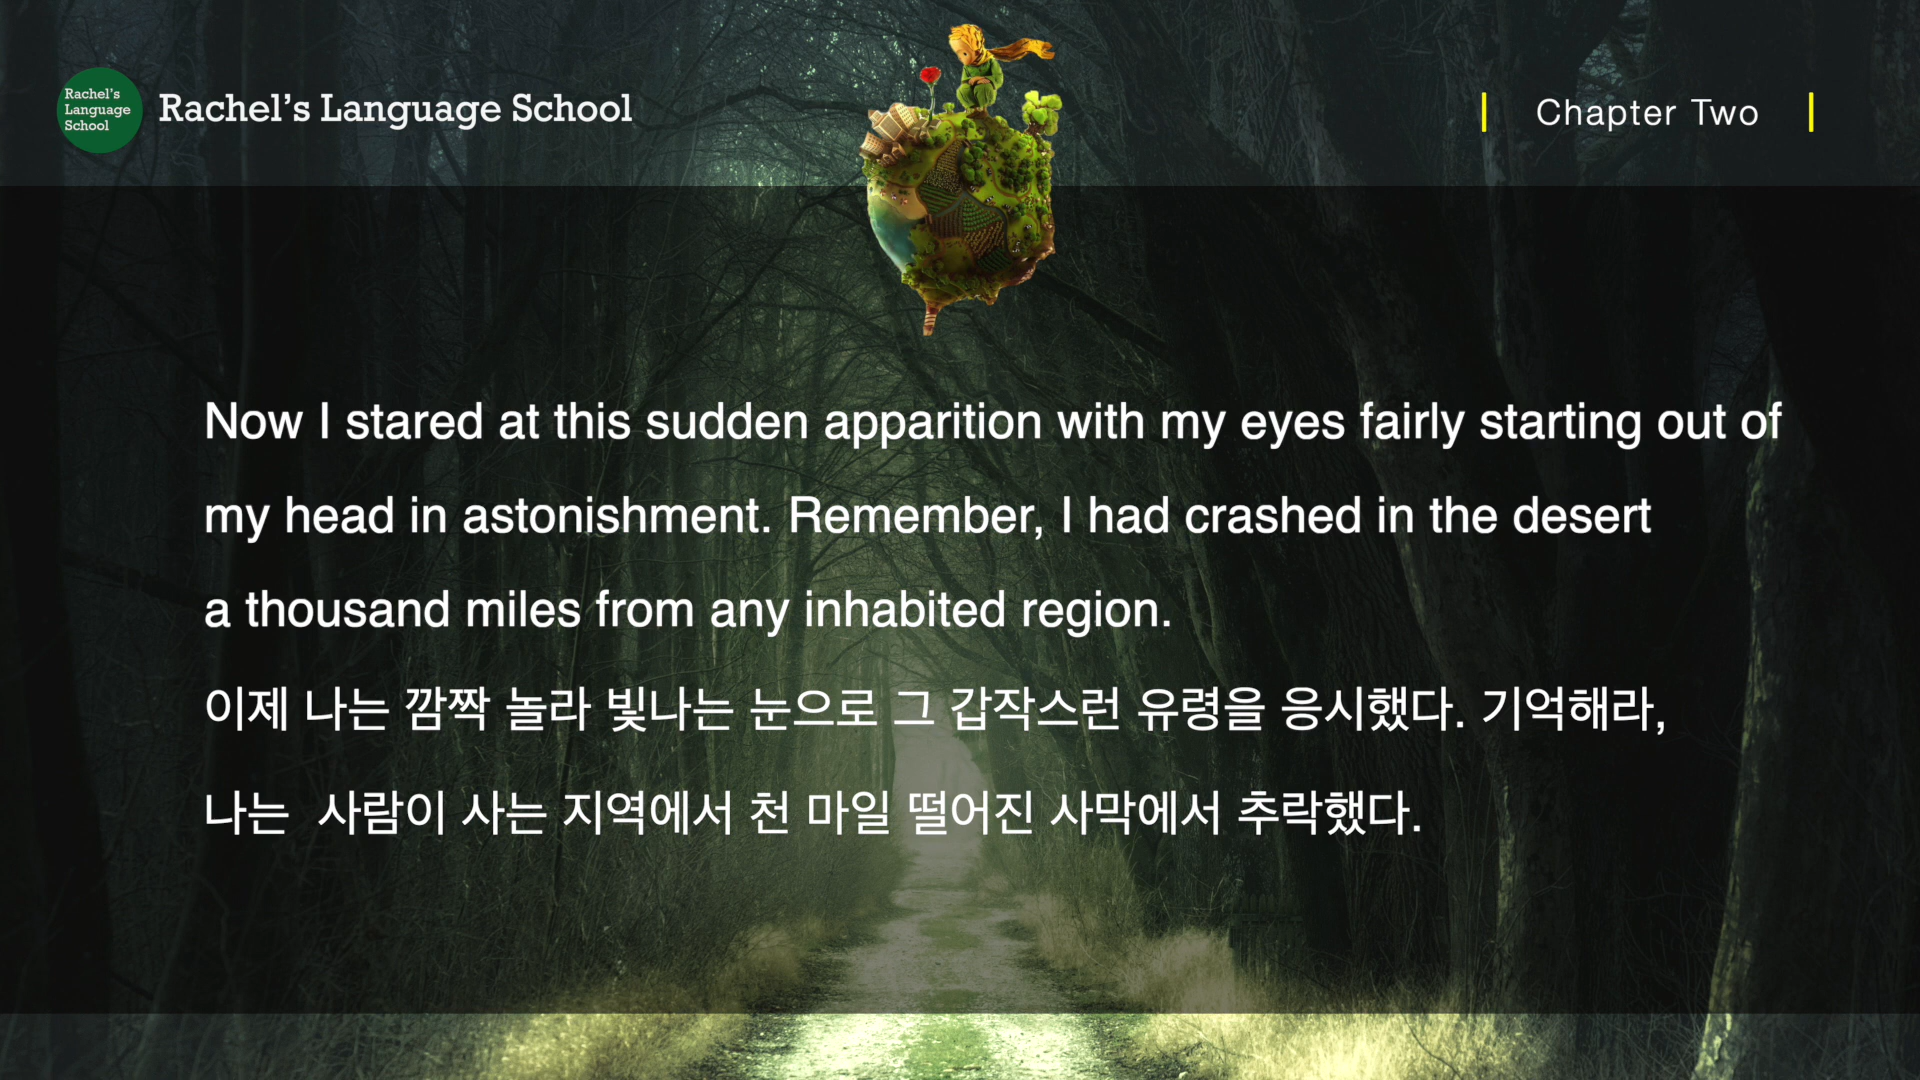 Rachel's
Language
School
Rachel's Language School
Chapter Two
Now I stared at this sudden apparition with my eyes fairly starting out of
my head in astonishment. Remember, I had crashed in the desert
a thousand miles from any inhabited region.
이제 나는 깜짝 놀라 빛나는 눈으로 그 갑작스런 유령을 응시했다. 기억해라,
나는 사람이 사는 지역에서 천 마일 떨어진 사막에서 추락했다.